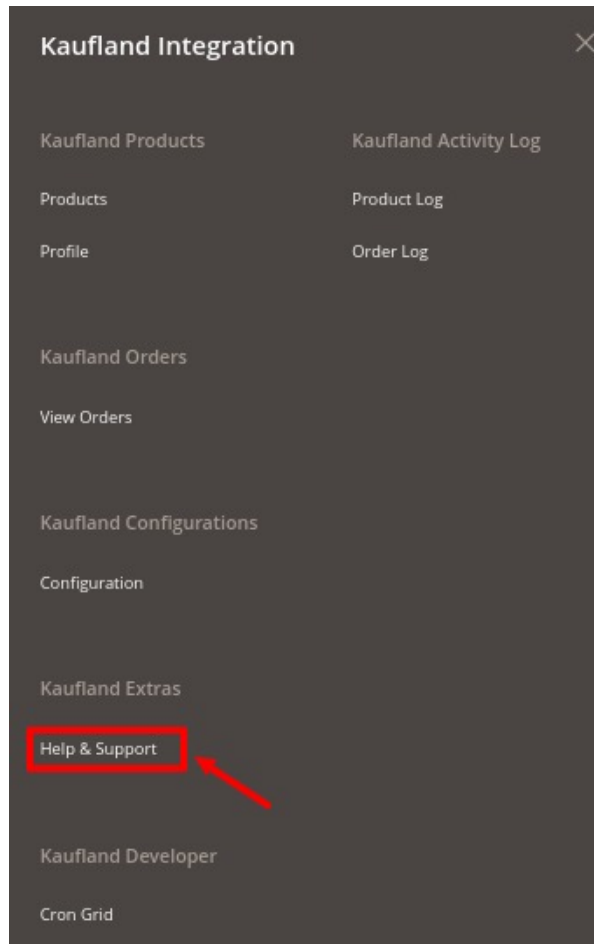 Kaufland Integration
Kaufland Products
Products
Profile
Kaufland Activity Log
Product Log
Order Log
Kaufland Orders
View Orders
Kaufland Configurations
Configuration
Kaufland Extras
Help & Support
Kaufland Developer
Cron Grid